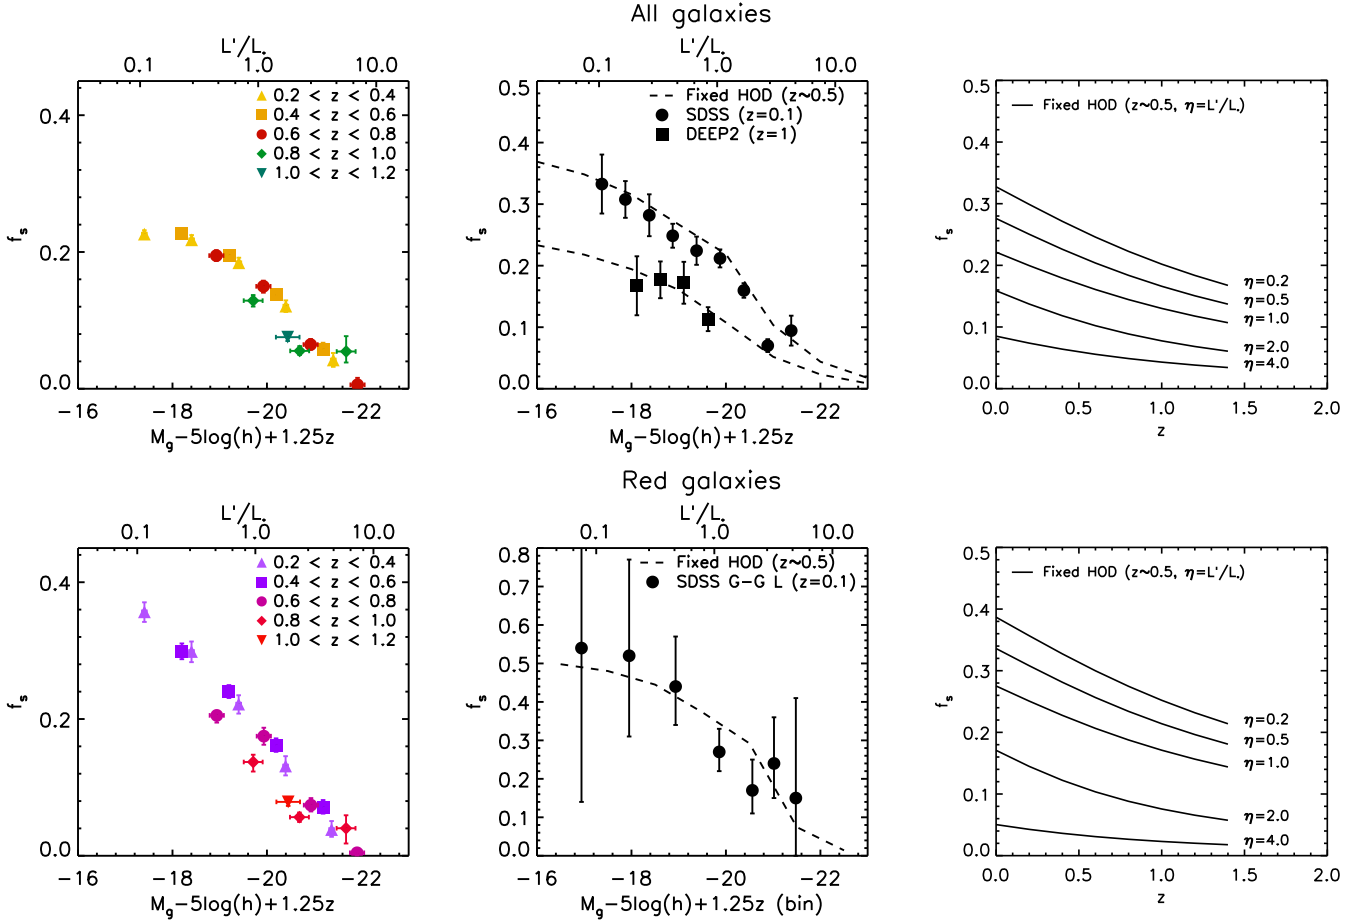 All galaxies
L'/L*
0.1 1.0 10.0
0.2 < z < 0.4
0.4 < z < 0.6
0.6 < z < 0.8
0.8 < z < 1.0
1.0 < z < 1.2
0.4
0.2
0.0
fs
−16 −18 −20 −22
Mg−5log(h)+1.25z
L'/L*
0.1 1.0 10.0
Fixed HOD (z~0.5)
SDSS (z=0.1)
DEEP2 (z=1)
0.5
0.4
0.3
0.2
0.1
0.0
fs
−16 −18 −20 −22
Mg−5log(h)+1.25z
Fixed HOD (z~0.5, η=L'/L*)
0.5
0.4
0.3
0.2
0.1
0.0
fs
η=0.2
η=0.5
η=1.0
η=2.0
η=4.0
0.0 0.5 1.0 1.5 2.0
z
Red galaxies
L'/L*
0.1 1.0 10.0
0.2 < z < 0.4
0.4 < z < 0.6
0.6 < z < 0.8
0.8 < z < 1.0
1.0 < z < 1.2
0.4
0.2
0.0
fs
−16 −18 −20 −22
Mg−5log(h)+1.25z
L'/L*
0.1 1.0 10.0
Fixed HOD (z~0.5)
SDSS G−G L (z=0.1)
0.8
0.7
0.6
0.5
0.4
0.3
0.2
0.1
0.0
fs
−16 −18 −20 −22
Mg−5log(h)+1.25z (bin)
Fixed HOD (z~0.5, η=L'/L*)
0.5
0.4
0.3
0.2
0.1
0.0
fs
η=0.2
η=0.5
η=1.0
η=2.0
η=4.0
0.0 0.5 1.0 1.5 2.0
z